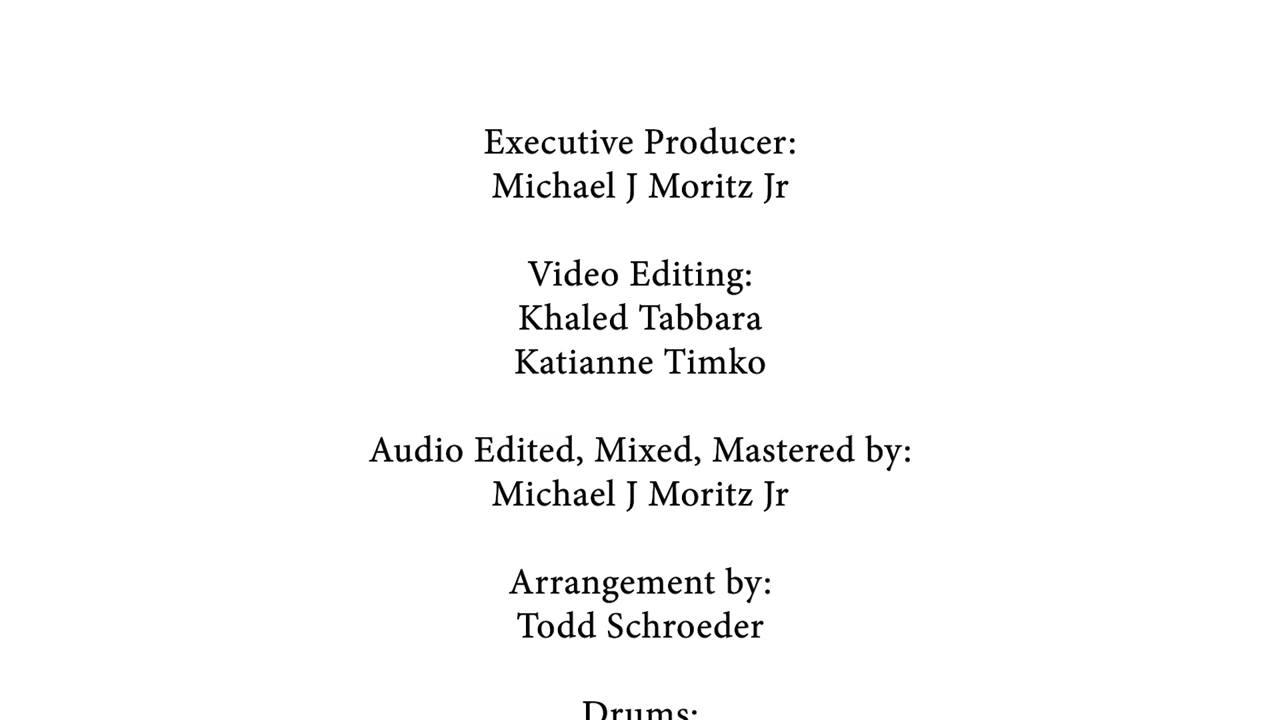 Executive Producer:
Michael J Moritz Jr
Video Editing:
Khaled Tabbara
Katianne Timko
Audio Edited, Mixed, Mastered by:
Michael J Moritz Jr
Arrangement by:
Todd Schroeder
Drums: